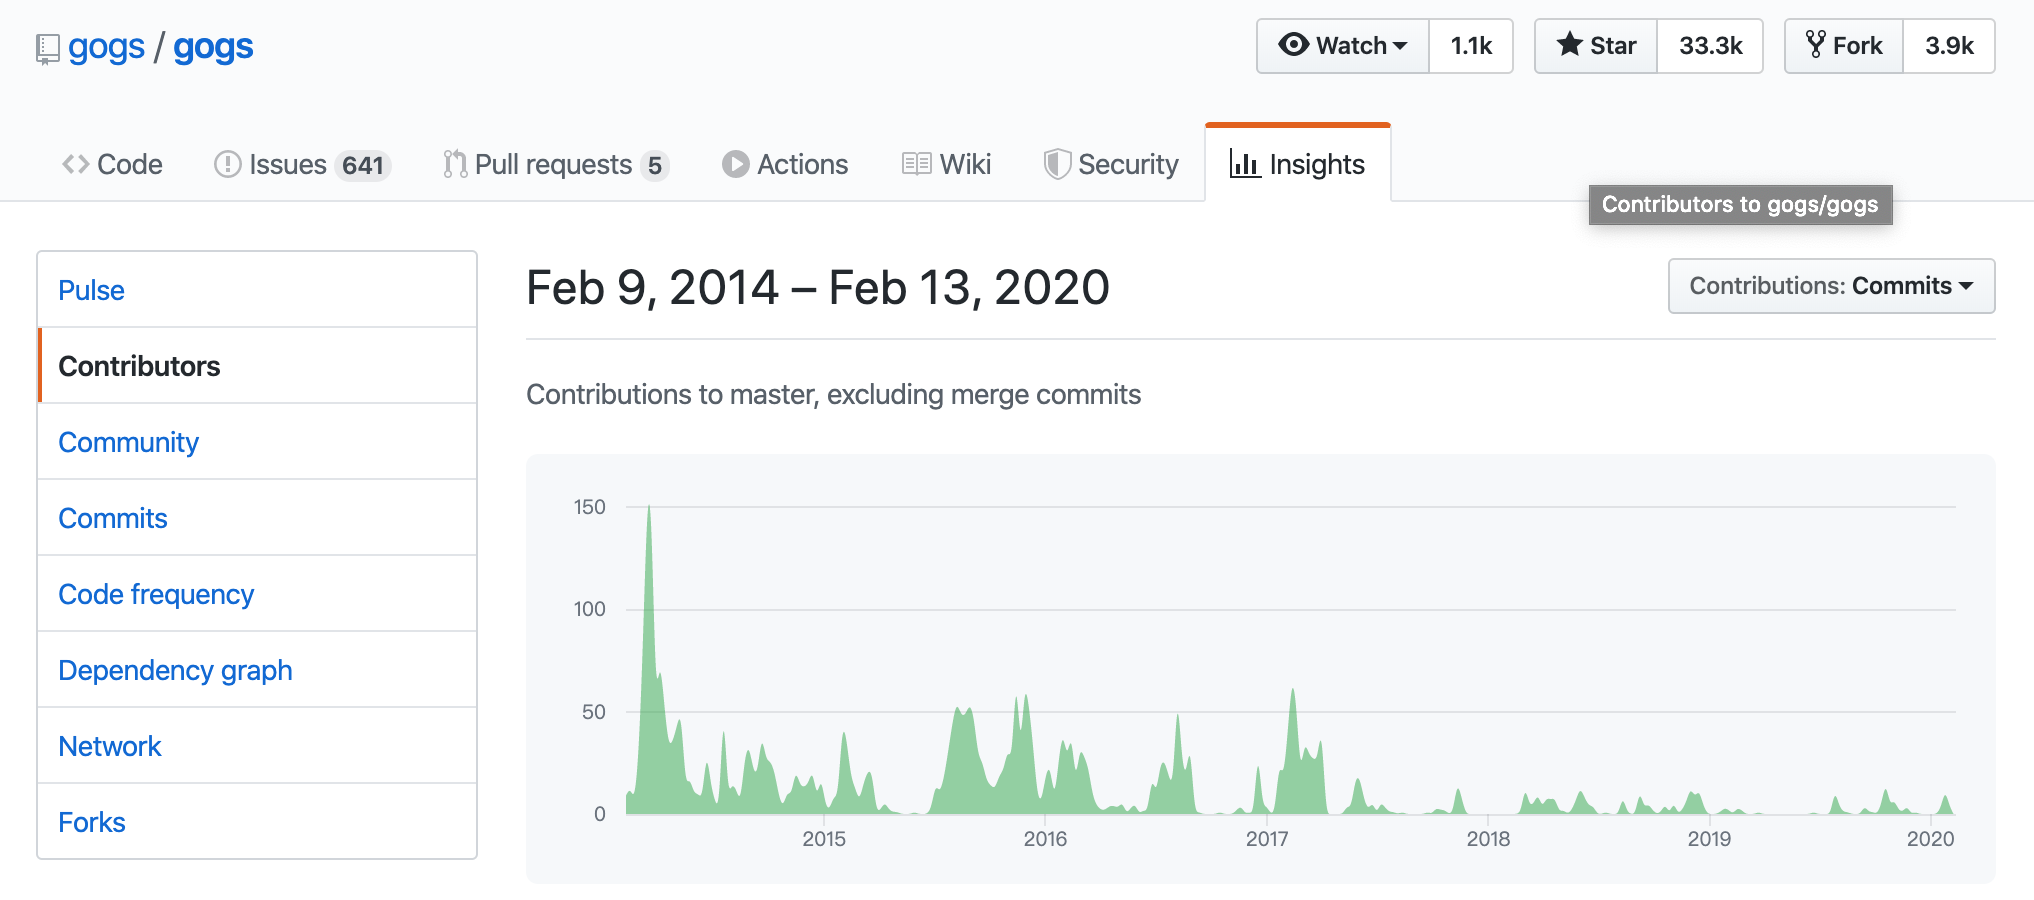 gogs / gogs
Watch 1.1k Star 33.3k Fork 3.9k
Code Issues 641 Pull requests 5 Actions Wiki Security Insights
Contributors to gogs/gogs
Pulse
Contributors
Community
Commits
Code frequency
Dependency graph
Network
Forks
Feb 9, 2014 – Feb 13, 2020
Contributions: Commits
Contributions to master, excluding merge commits
150
100
50
0
2015 2016 2017 2018 2019 2020